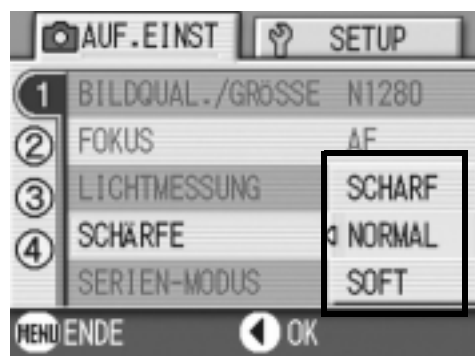 AUF.EINST SETUP
1 BILDQUAL./GRÖSSE N1280
2 FOKUS AF
3 LICHTMESSUNG SCHARF
4 SCHÄRFE NORMAL
SERIEN-MODUS SOFT
MENU ENDE OK